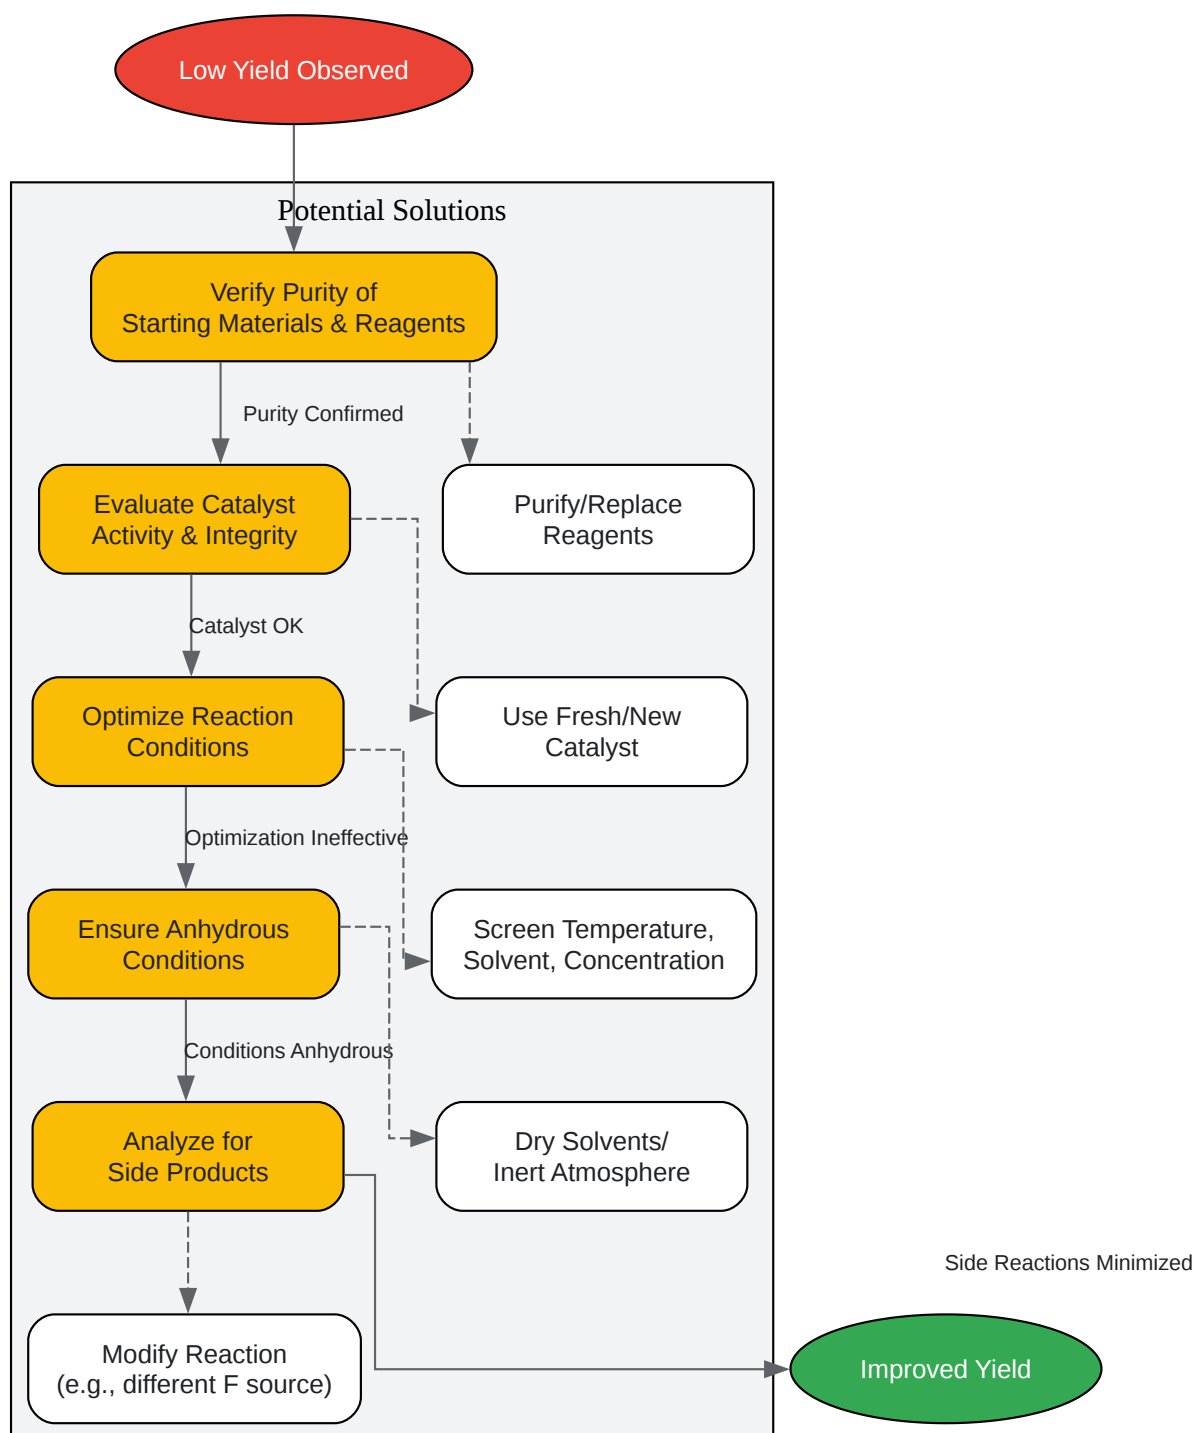 Low Yield Observed
Potential Solutions
Verify Purity of
Starting Materials & Reagents
Purity Confirmed
Evaluate Catalyst
Activity & Integrity
Purify/Replace
Reagents
Catalyst OK
Optimize Reaction
Conditions
Use Fresh/New
Catalyst
Optimization Ineffective
Ensure Anhydrous
Conditions
Screen Temperature,
Solvent, Concentration
Conditions Anhydrous
Analyze for
Side Products
Dry Solvents/
Inert Atmosphere
Side Reactions Minimized
Modify Reaction
(e.g., different F source)
Improved Yield